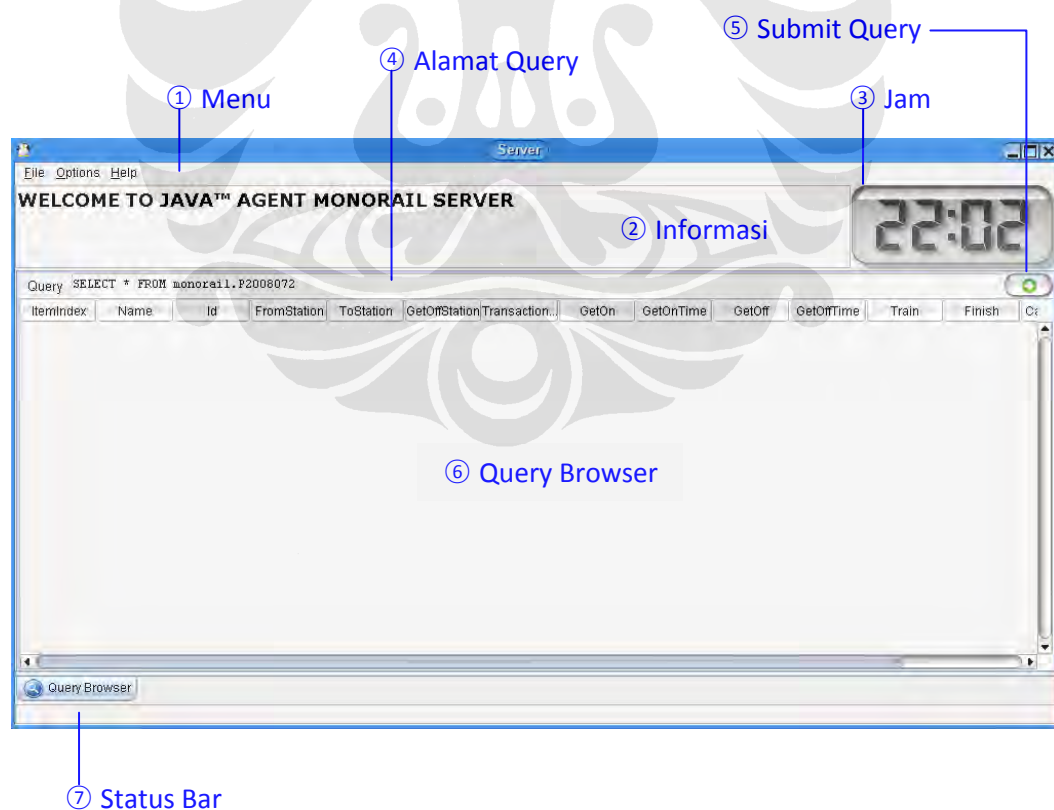 ⑤ Submit Query
④ Alamat Query
① Menu
③ Jam
Server
File Options Help
WELCOME TO JAVA™ AGENT MONORAIL SERVER
② Informasi
22:02
Query SELECT * FROM monorail.P2008072
ItemIndex Name Id FromStation ToStation GetOffStation Transaction... GetOn GetOnTime GetOff GetOffTime Train Finish Ca
⑥ Query Browser
Query Browser
⑦ Status Bar